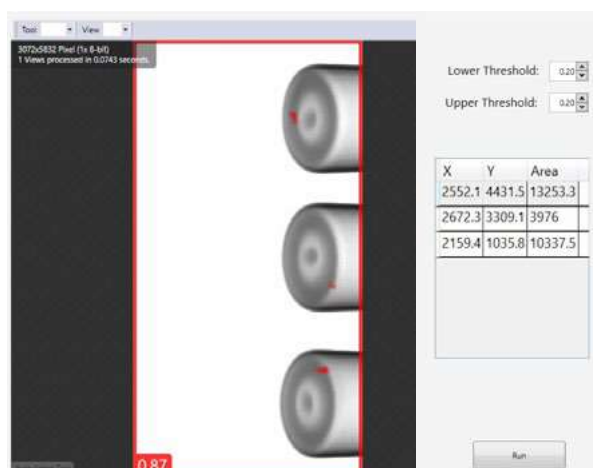 Tool: View:
3072x5832 Pixel (1x 8-bit)
1 Views processed in 0.0743 seconds.
Lower Threshold: 0.20
Upper Threshold: 0.20
X Y Area
2552.1 4431.5 13253.3
2672.3 3309.1 3976
2159.4 1035.8 10337.5
0.87
Run